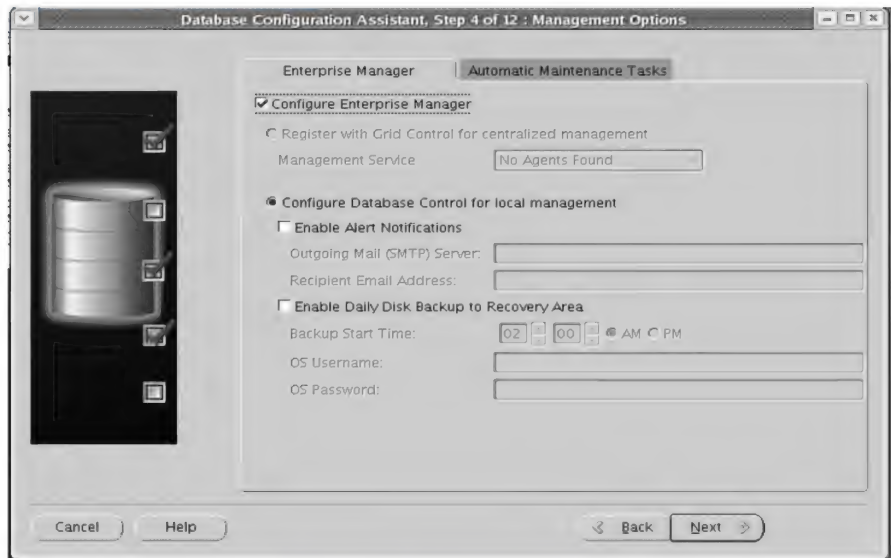 Database Configuration Assistant, Step 4 of 12 : Management Options
Enterprise Manager
Automatic Maintenance Tasks
Configure Enterprise Manager
Register with Grid Control for centralized management
Management Service
No Agents Found
Configure Database Control for local management
Enable Alert Notifications
Outgoing Mail (SMTP) Server:
Recipient Email Address:
Enable Daily Disk Backup to Recovery Area
Backup Start Time: 02 00 AM PM
OS Username:
OS Password:
Cancel Help Back Next